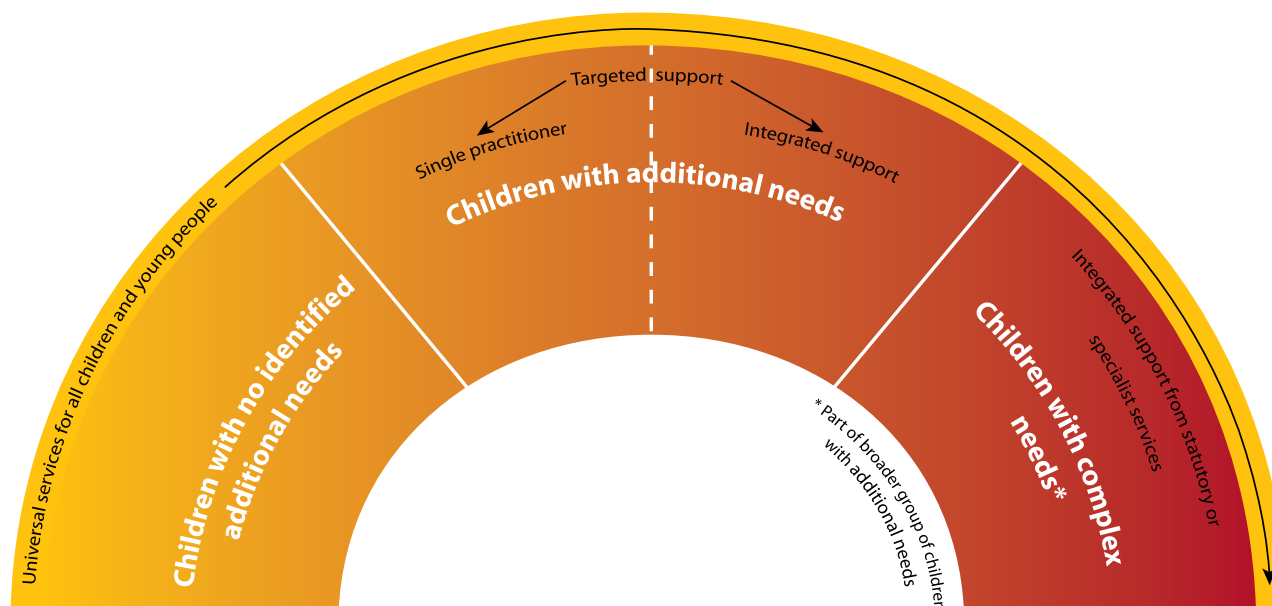 Universal services for all children and young people
Children with no identified
additional needs
Targeted support
Single practitioner
Integrated support
Children with additional needs
Integrated support from statutory or
specialist services
Children with complex
needs*
* Part of broader group of children
with additional needs